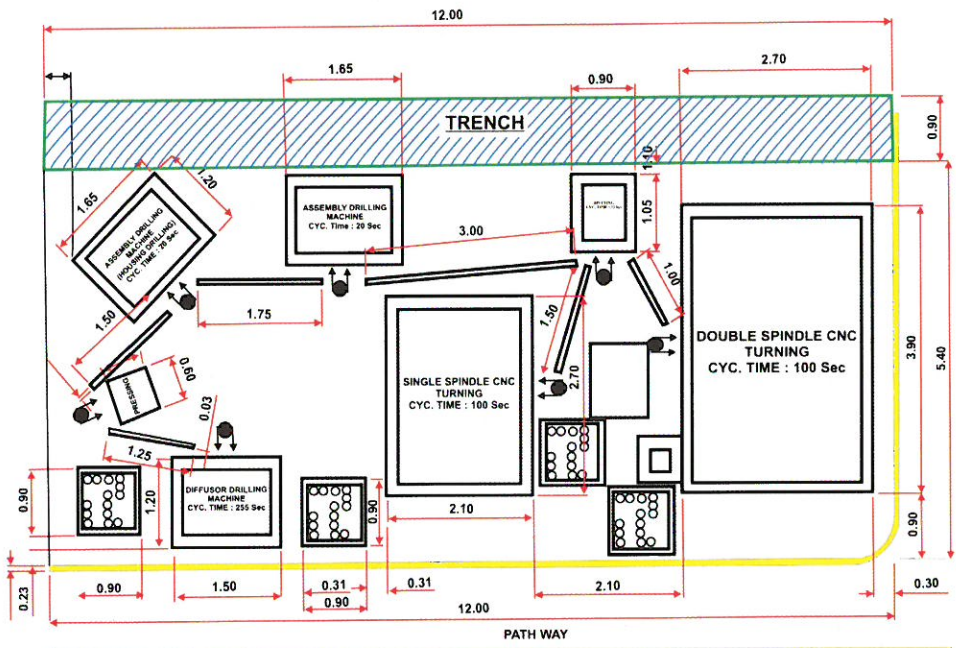 12.00
1.65
0.90
2.70
TRENCH
0.90
1.10
1.65
1.20
ASSEMBLY DRILLING
MACHINE
(HOUSING DRILLING)
CYC. TIME : 20 Sec
ASSEMBLY DRILLING
MACHINE
CYC. Time : 20 Sec
1.05
3.00
1.00
1.50
1.75
1.50
2.70
DOUBLE SPINDLE CNC
TURNING
CYC. TIME : 100 Sec
3.90
5.40
SINGLE SPINDLE CNC
TURNING
CYC. TIME : 100 Sec
PRESSING
0.60
0.03
1.25
0.90
1.20
DIFFUSOR DRILLING
MACHINE
CYC. TIME : 255 Sec
0.90
0.90
0.23
0.90
1.50
0.31
0.90
2.10
0.31
2.10
0.30
12.00
PATH WAY